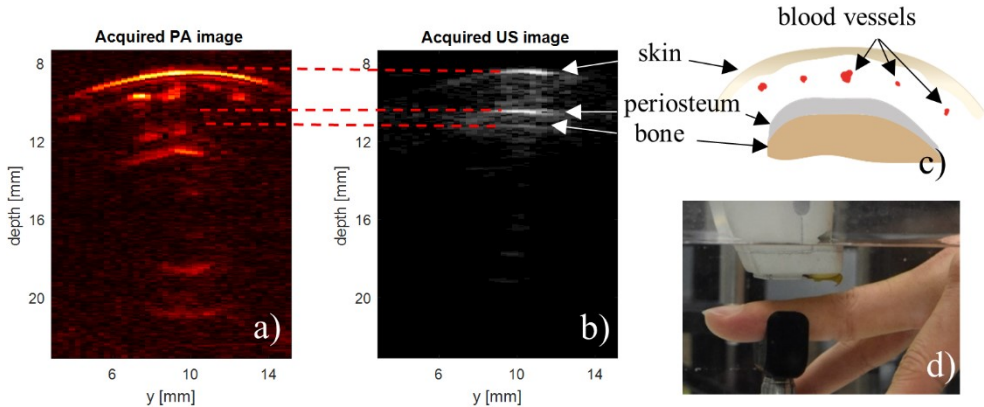 Acquired PA image
8
12
16
20
depth [mm]
6
10
14
y [mm]
a)
Acquired US image
8
12
16
20
depth [mm]
6
10
14
y [mm]
b)
blood vessels
skin
periosteum
bone
c)
d)